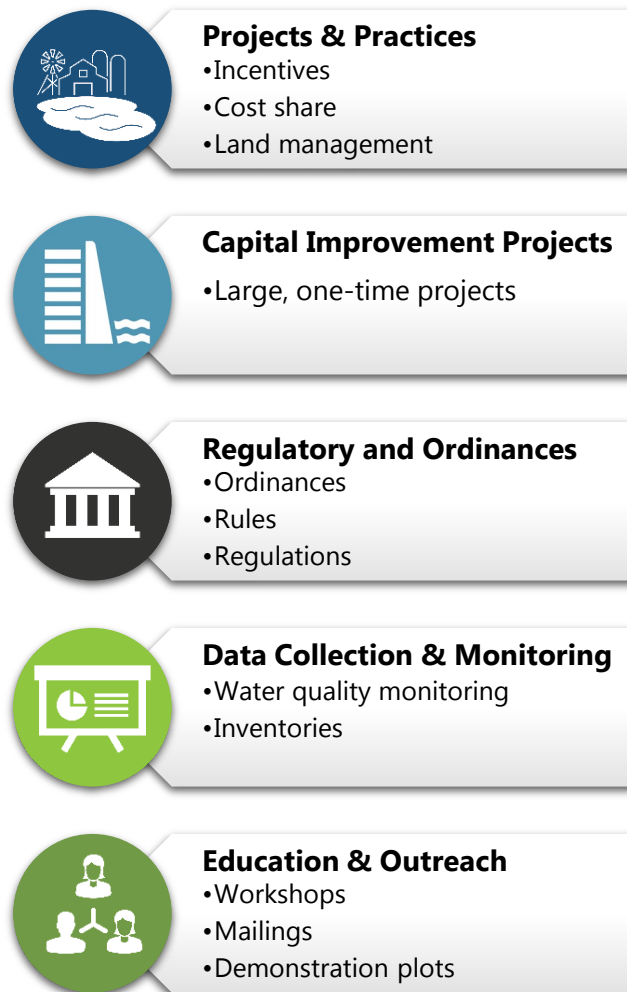 Projects & Practices
•Incentives
•Cost share
•Land management
Capital Improvement Projects
•Large, one-time projects
Regulatory and Ordinances
•Ordinances
•Rules
•Regulations
Data Collection & Monitoring
•Water quality monitoring
•Inventories
Education & Outreach
•Workshops
•Mailings
•Demonstration plots